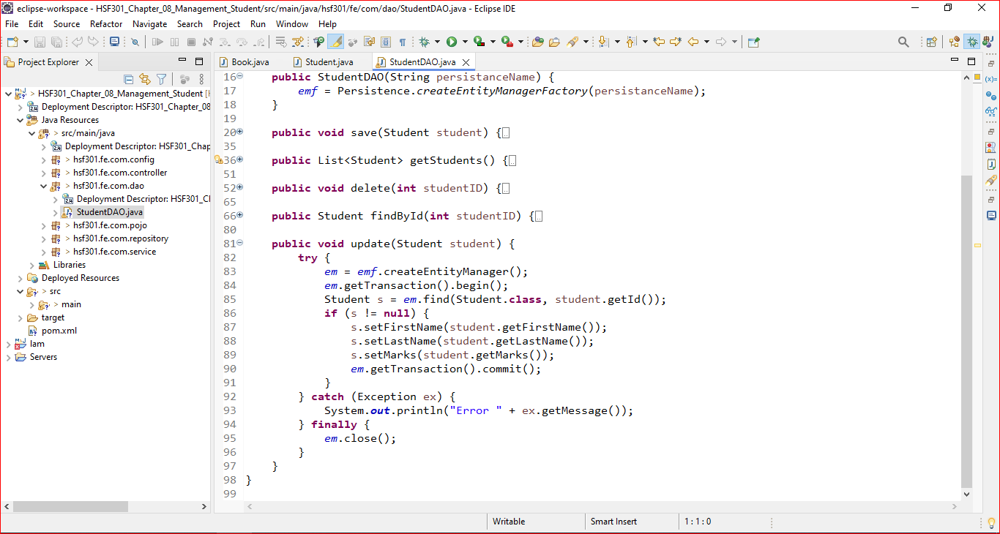 eclipse-workspace - HSF301_Chapter_08_Management_Student/src/main/java/hsf301/fe/com/dao/StudentDAO.java - Eclipse IDE
File Edit Source Refactor Navigate Search Project Run Window Help
Project Explorer
Book.java Student.java StudentDAO.java
> HSF301_Chapter_08_Management_Student [
Deployment Descriptor: HSF301_Chapter_08
Java Resources
> src/main/java
Deployment Descriptor: HSF301_Chap
> hsf301.fe.com.config
> hsf301.fe.com.controller
> hsf301.fe.com.dao
Deployment Descriptor: HSF301_Cl
StudentDAO.java
> hsf301.fe.com.pojo
> hsf301.fe.com.repository
> hsf301.fe.com.service
Libraries
Deployed Resources
> src
> main
target
pom.xml
Servers
16 public StudentDAO(String persistanceName) {
17 emf = Persistence.createEntityManagerFactory(persistanceName);
18 }
19
20 public void save(Student student) {
35
36 public List<Student> getStudents() {
51
52 public void delete(int studentID) {
65
66 public Student findById(int studentID) {
80
81 public void update(Student student) {
82 try {
83 em = emf.createEntityManager();
84 em.getTransaction().begin();
85 Student s = em.find(Student.class, student.getId());
86 if (s != null) {
87 s.setFirstName(student.getFirstName());
88 s.setLastName(student.getLastName());
89 s.setMarks(student.getMarks());
90 em.getTransaction().commit();
91 }
92 } catch (Exception ex) {
93 System.out.println("Error " + ex.getMessage());
94 } finally {
95 em.close();
96 }
97 }
98 }
99
Writable Smart Insert 1 : 1 : 0